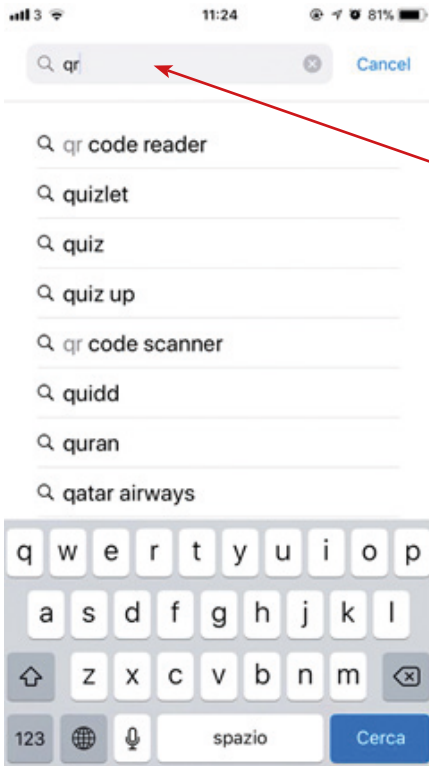 3 11:24 81%
qr Cancel
qr code reader
quizlet
quiz
quiz up
qr code scanner
quidd
quran
qatar airways
q w e r t y u i o p
a s d f g h j k l
z x c v b n m
123 spazio Cerca